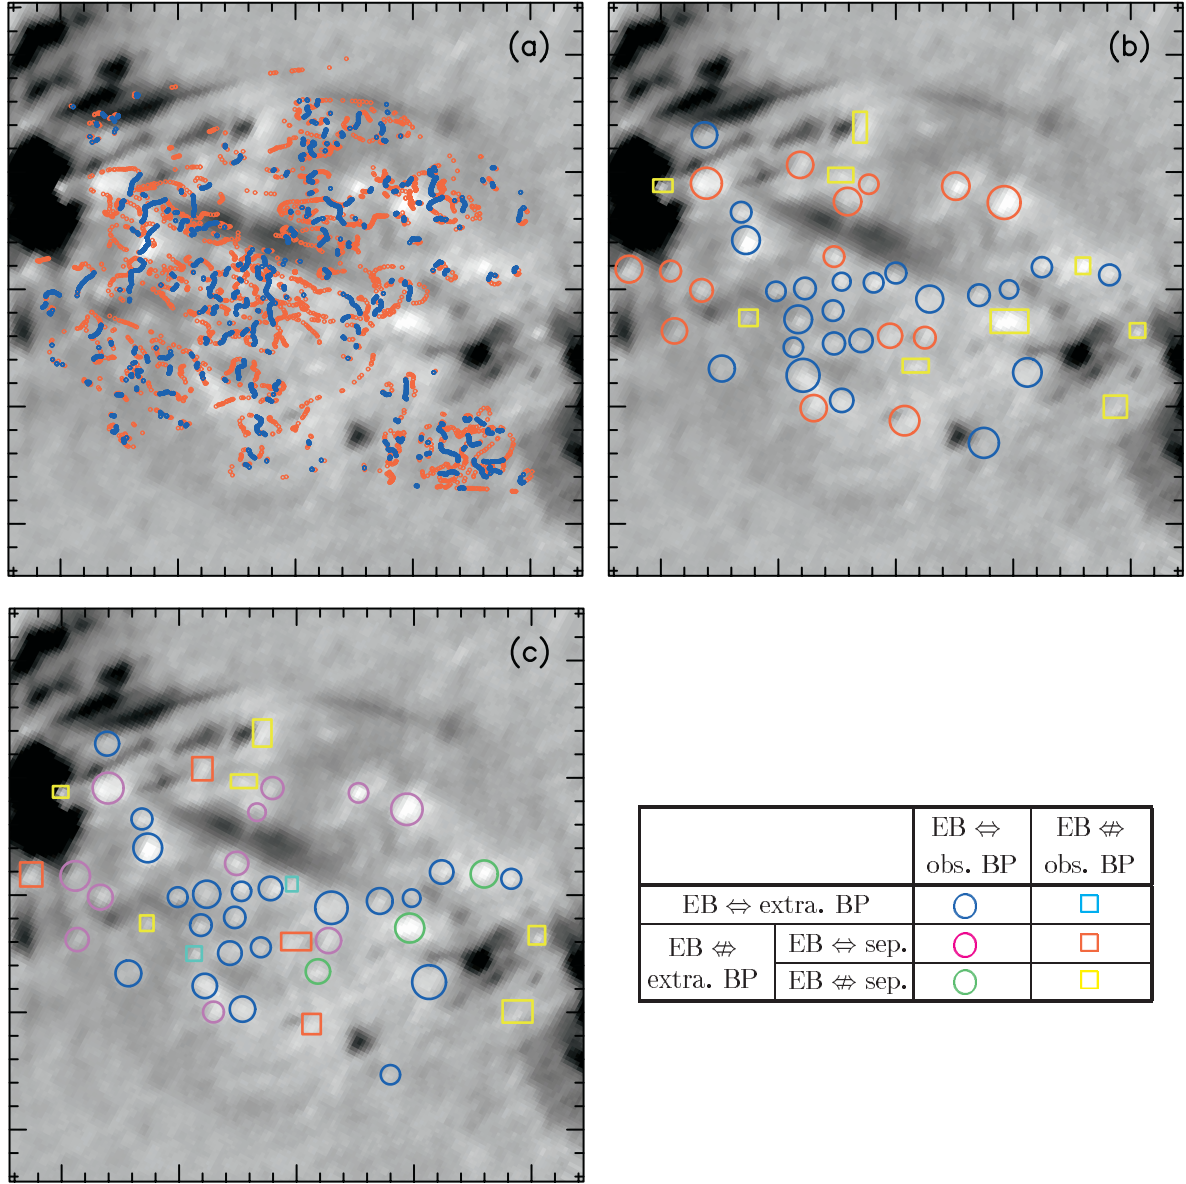 (a)
(b)
(c)
EB ⇔ obs. BP
EB ⇎ obs. BP
EB ⇔ extra. BP
EB ⇎ extra. BP
EB ⇔ sep.
EB ⇎ sep.